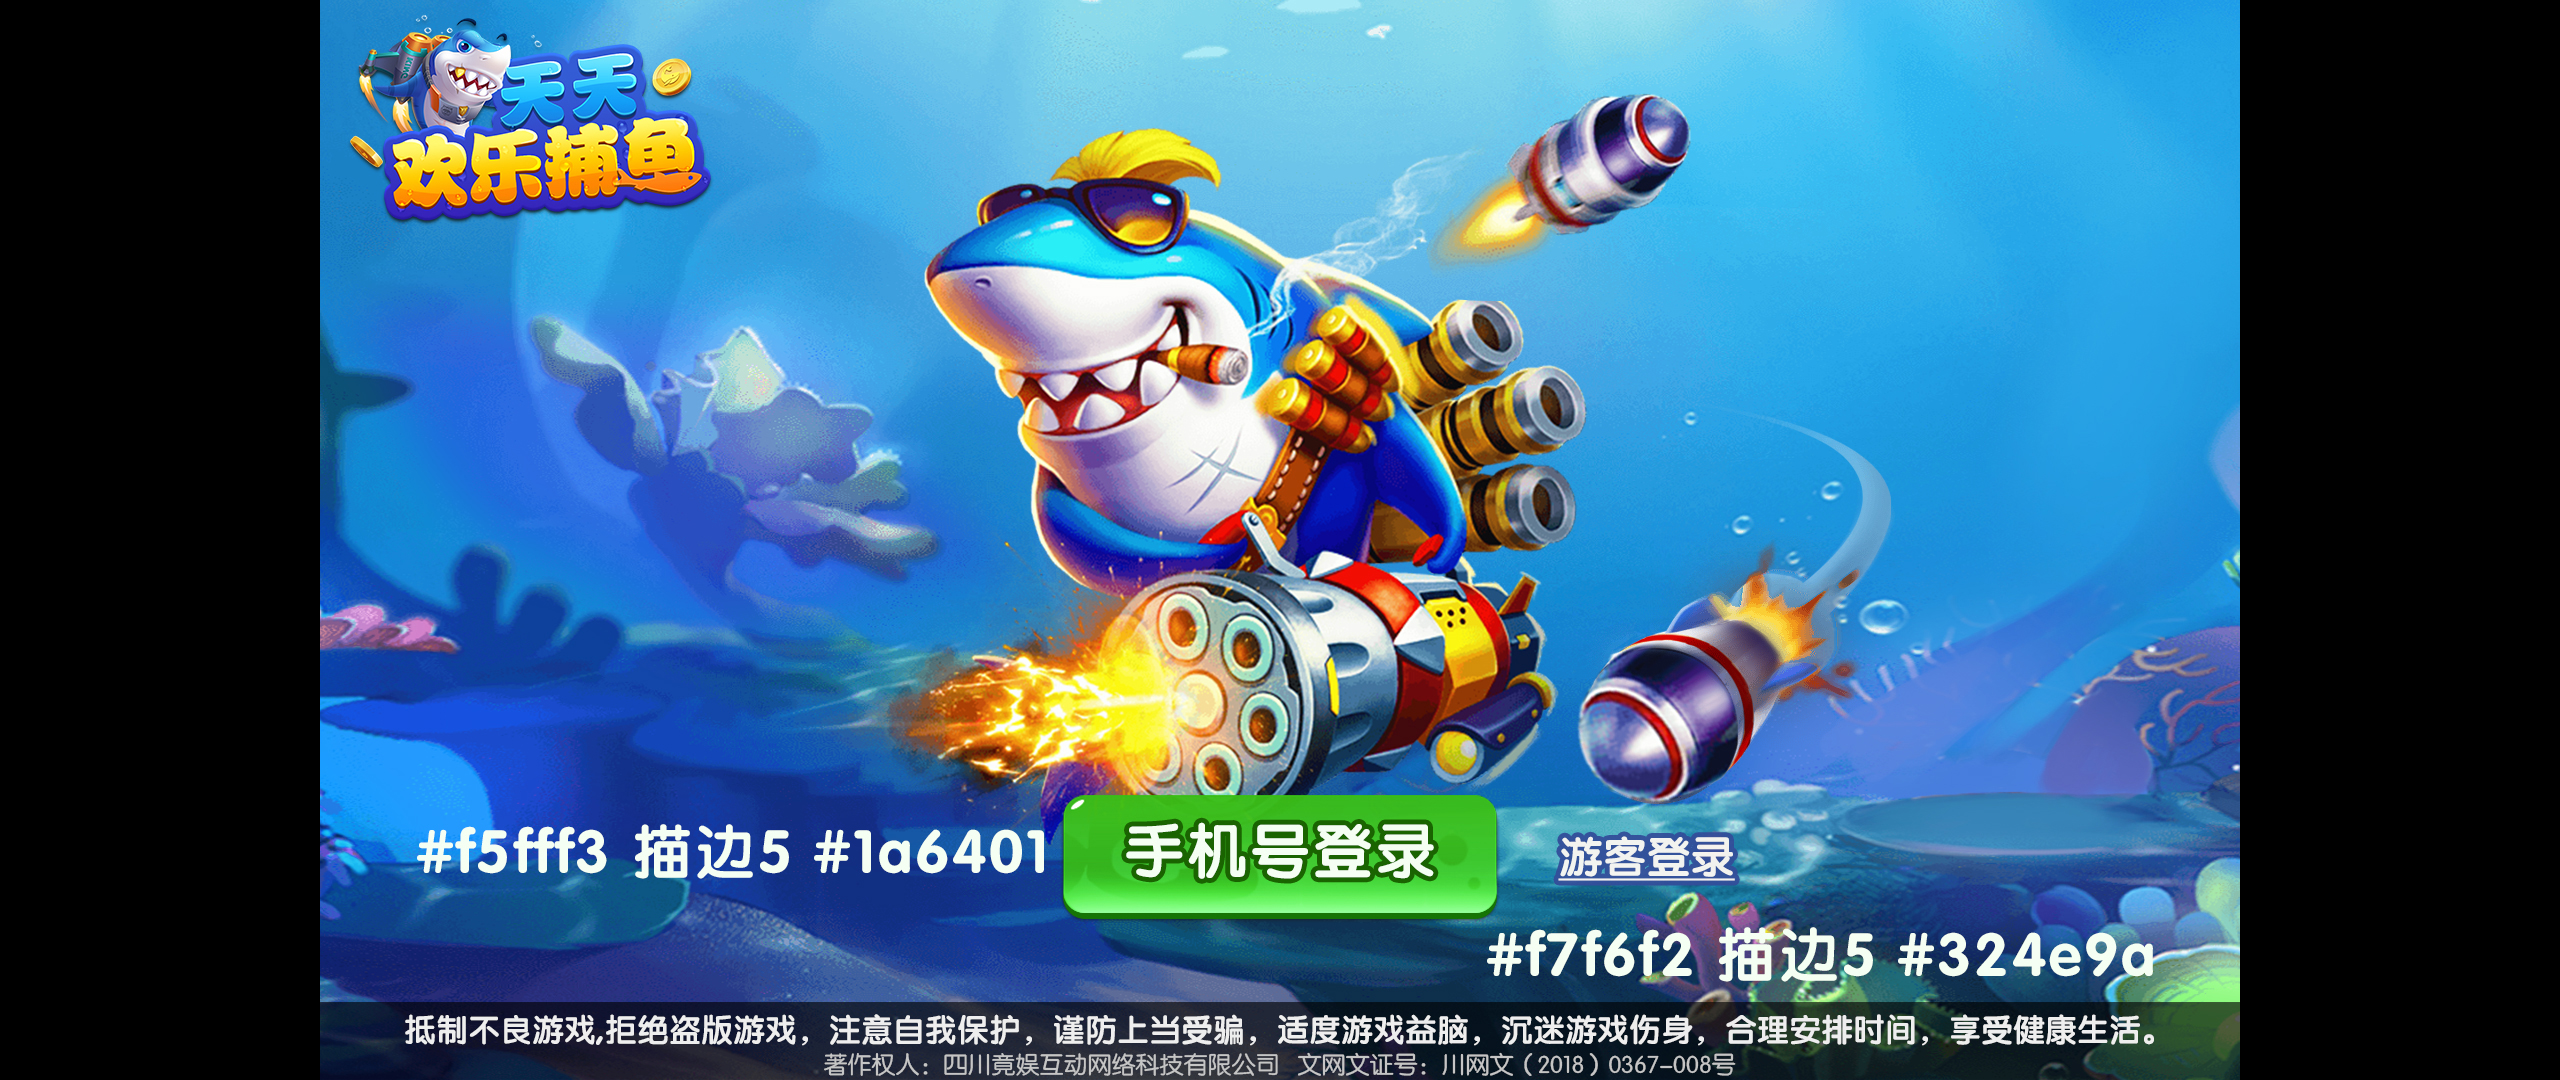 天天
欢乐捕鱼
#f5fff3 描边5 #1a6401
手机号登录
游客登录
#f7f6f2 描边5 #324e9a
抵制不良游戏,拒绝盗版游戏，注意自我保护，谨防上当受骗，适度游戏益脑，沉迷游戏伤身，合理安排时间，享受健康生活。
著作权人：四川竟娱互动网络科技有限公司 文网文证号：川网文（2018）0367-008号